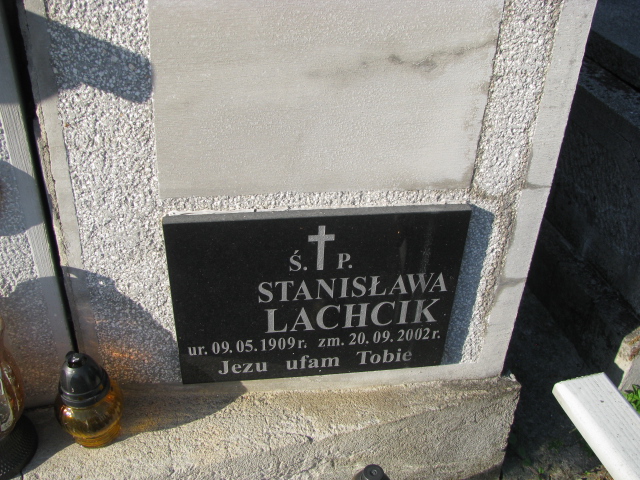 Ś. P.
STANISŁAWA
LACHCIK
ur. 09.05.1909r. zm. 20.09.2002r.
Jezu ufam Tobie